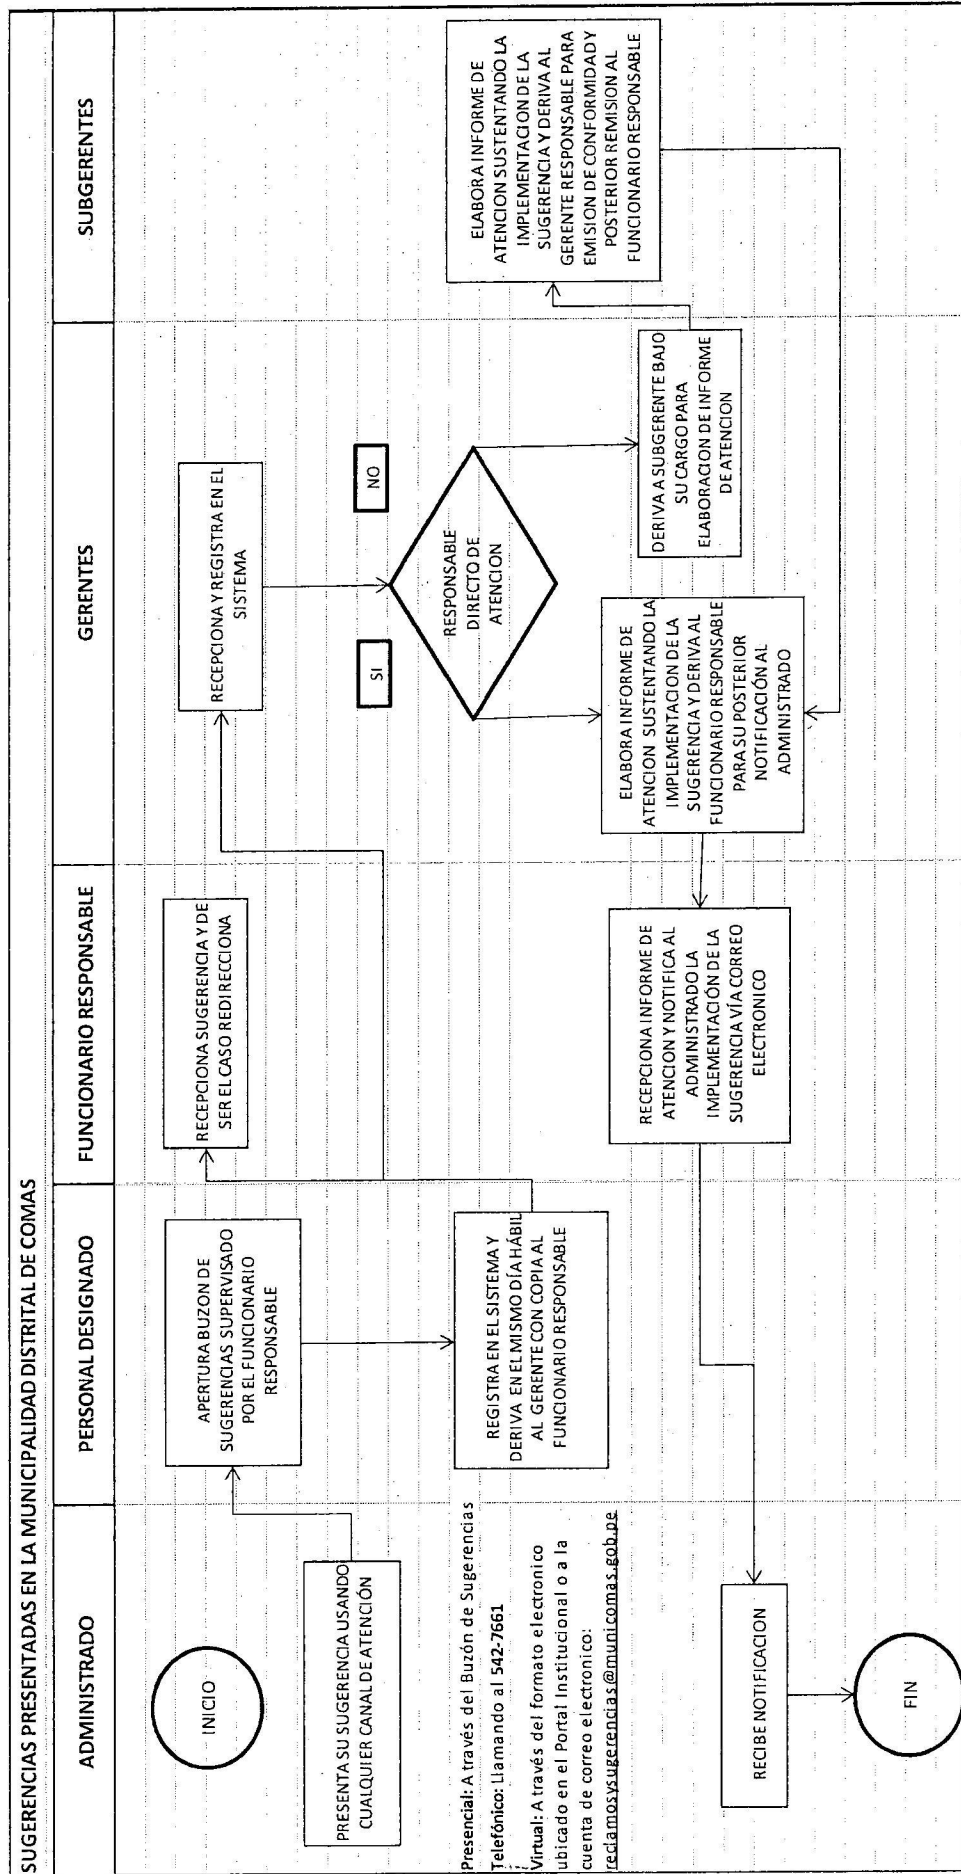 SUGERENCIAS PRESENTADAS EN LA MUNICIPALIDAD DISTRITAL DE COMAS
ADMINISTRADO
PERSONAL DESIGNADO
FUNCIONARIO RESPONSABLE
GERENTES
SUBGERENTES
INICIO
PRESENTA SU SUGERENCIA USANDO
CUALQUIER CANAL DE ATENCIÓN
Presencial: A través del Buzón de Sugerencias
Telefónico: Llamando al 542-7661
Virtual: A través del formato electronico
ubicado en el Portal Institucional o a la
cuenta de correo electronico:
reclamosysugerencias@municomas.gob.pe
RECIBE NOTIFICACION
FIN
APERTURA BUZON DE
SUGERENCIAS SUPERVISADO
POR EL FUNCIONARIO
RESPONSABLE
REGISTRA EN EL SISTEMA Y
DERIVA EN EL MISMO DÍA HÁBIL
AL GERENTE CON COPIA AL
FUNCIONARIO RESPONSABLE
RECEPCIONA SUGERENCIA Y DE
SER EL CASO REDIRECCIONA
RECEPCIONA INFORME DE
ATENCION Y NOTIFICA AL
ADMINISTRADO LA
IMPLEMENTACIÓN DE LA
SUGERENCIA VÍA CORREO
ELECTRONICO
RECEPCIONA Y REGISTRA EN EL
SISTEMA
SI
NO
RESPONSABLE
DIRECTO DE
ATENCION
ELABORA INFORME DE
ATENCION SUSTENTANDO LA
IMPLEMENTACION DE LA
SUGERENCIA Y DERIVA AL
FUNCIONARIO RESPONSABLE
PARA SU POSTERIOR
NOTIFICACIÓN AL
ADMINISTRADO
DERIVA A SUBGERENTE BAJO
SU CARGO PARA
ELABORACION DE INFORME
DE ATENCION
ELABORA INFORME DE
ATENCION SUSTENTANDO LA
IMPLEMENTACION DE LA
SUGERENCIA Y DERIVA AL
GERENTE RESPONSABLE PARA
EMISION DE CONFORMIDAD Y
POSTERIOR REMISION AL
FUNCIONARIO RESPONSABLE